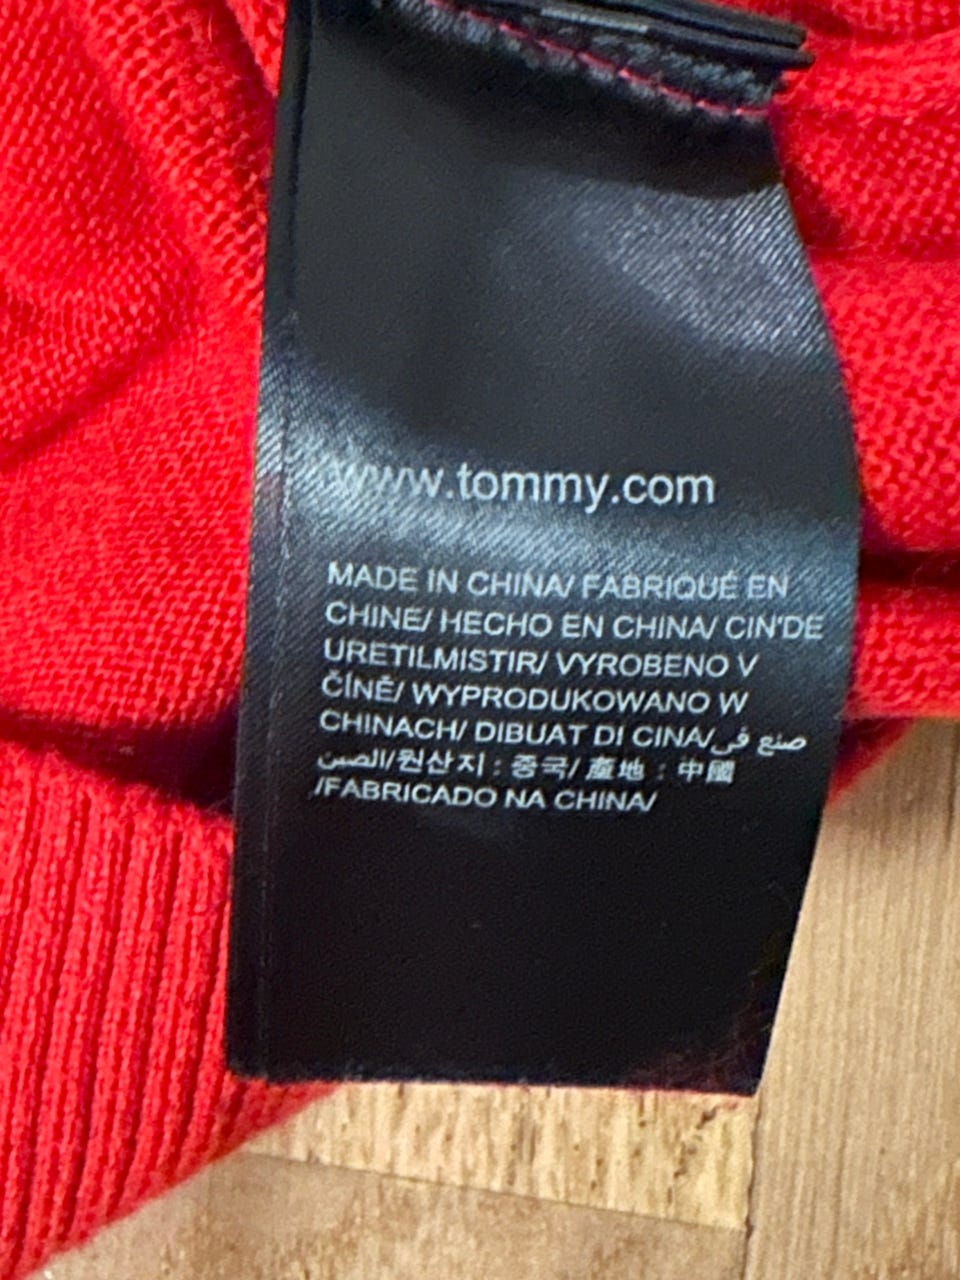 www.tommy.com
MADE IN CHINA/ FABRIQUÉ EN
CHINE/ HECHO EN CHINA/ CIN'DE
URETILMISTIR/ VYROBENO V
ČÍNĚ/ WYPRODUKOWANO W
CHINACH/ DIBUAT DI CINA/صنع في
الصين/원산지 : 중국/ 產地 : 中國
/FABRICADO NA CHINA/